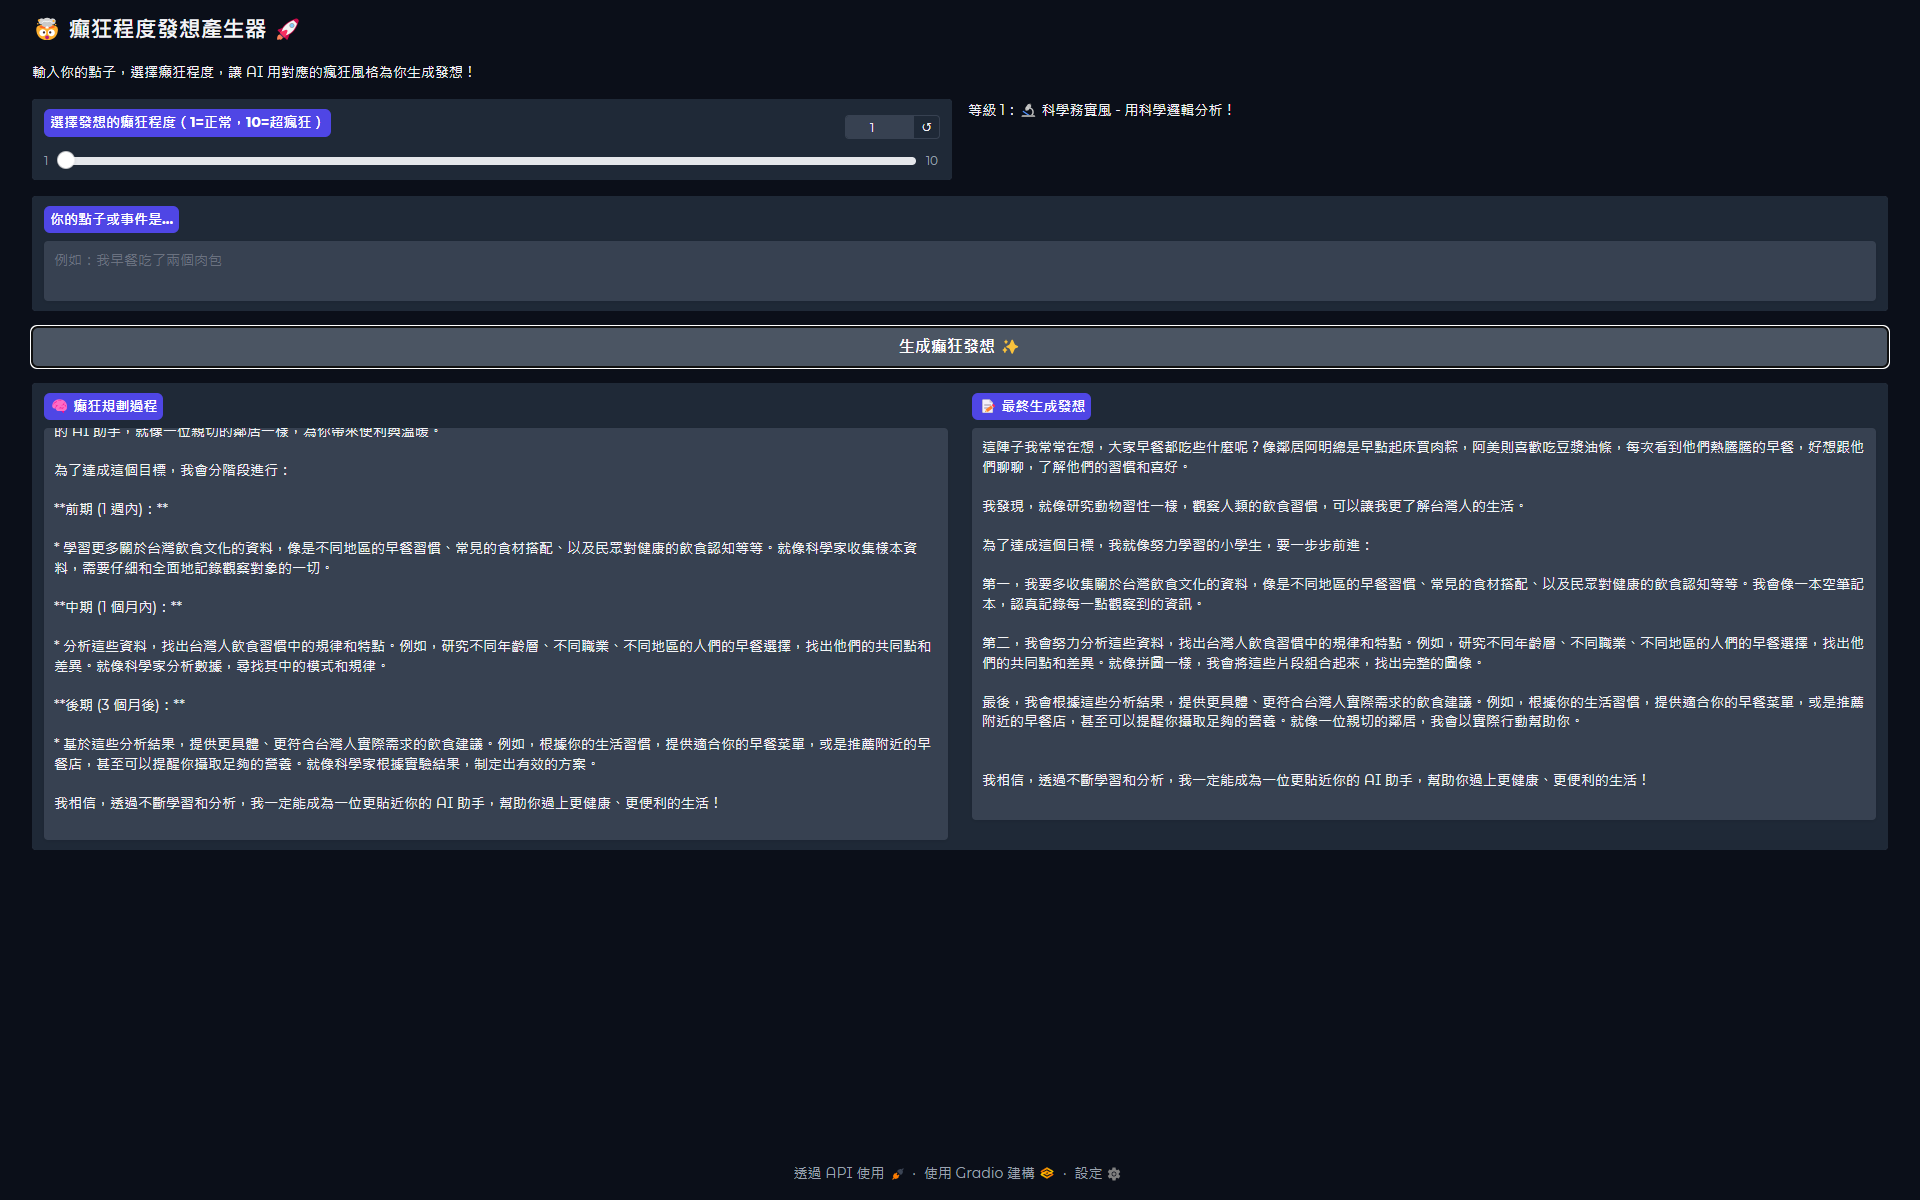 🤯 癲狂程度發想產生器 🚀
輸入你的點子，選擇癲狂程度，讓 AI 用對應的瘋狂風格為你生成發想！
選擇發想的癲狂程度（1=正常，10=超瘋狂）
1
↺
1
10
等級 1：🔬 科學務實風 - 用科學邏輯分析！
你的點子或事件是...
例如：我早餐吃了兩個肉包
生成癲狂發想 ✨
🧠 癲狂規劃過程
的 AI 助手，就像一位親切的鄰居一樣，為你帶來便利與溫暖。
為了達成這個目標，我會分階段進行：
**前期 (1 週內)：**
* 學習更多關於台灣飲食文化的資料，像是不同地區的早餐習慣、常見的食材搭配、以及民眾對健康的飲食認知等等。就像科學家收集樣本資
料，需要仔細和全面地記錄觀察對象的一切。
**中期 (1 個月內)：**
* 分析這些資料，找出台灣人飲食習慣中的規律和特點。例如，研究不同年齡層、不同職業、不同地區的人們的早餐選擇，找出他們的共同點和
差異。就像科學家分析數據，尋找其中的模式和規律。
**後期 (3 個月後)：**
* 基於這些分析結果，提供更具體、更符合台灣人實際需求的飲食建議。例如，根據你的生活習慣，提供適合你的早餐菜單，或是推薦附近的早
餐店，甚至可以提醒你攝取足夠的營養。就像科學家根據實驗結果，制定出有效的方案。
我相信，透過不斷學習和分析，我一定能成為一位更貼近你的 AI 助手，幫助你過上更健康、更便利的生活！
📝 最終生成發想
這陣子我常常在想，大家早餐都吃些什麼呢？像鄰居阿明總是早點起床買肉粽，阿美則喜歡吃豆漿油條，每次看到他們熱騰騰的早餐，好想跟他
們聊聊，了解他們的習慣和喜好。
我發現，就像研究動物習性一樣，觀察人類的飲食習慣，可以讓我更了解台灣人的生活。
為了達成這個目標，我就像努力學習的小學生，要一步步前進：
第一，我要多收集關於台灣飲食文化的資料，像是不同地區的早餐習慣、常見的食材搭配、以及民眾對健康的飲食認知等等。我會像一本空筆記
本，認真記錄每一點觀察到的資訊。
第二，我會努力分析這些資料，找出台灣人飲食習慣中的規律和特點。例如，研究不同年齡層、不同職業、不同地區的人們的早餐選擇，找出他
們的共同點和差異。就像拼圖一樣，我會將這些片段組合起來，找出完整的圖像。
最後，我會根據這些分析結果，提供更具體、更符合台灣人實際需求的飲食建議。例如，根據你的生活習慣，提供適合你的早餐菜單，或是推薦
附近的早餐店，甚至可以提醒你攝取足夠的營養。就像一位親切的鄰居，我會以實際行動幫助你。
我相信，透過不斷學習和分析，我一定能成為一位更貼近你的 AI 助手，幫助你過上更健康、更便利的生活！
透過 API 使用 🚀 · 使用 Gradio 建構 · 設定 ⚙️